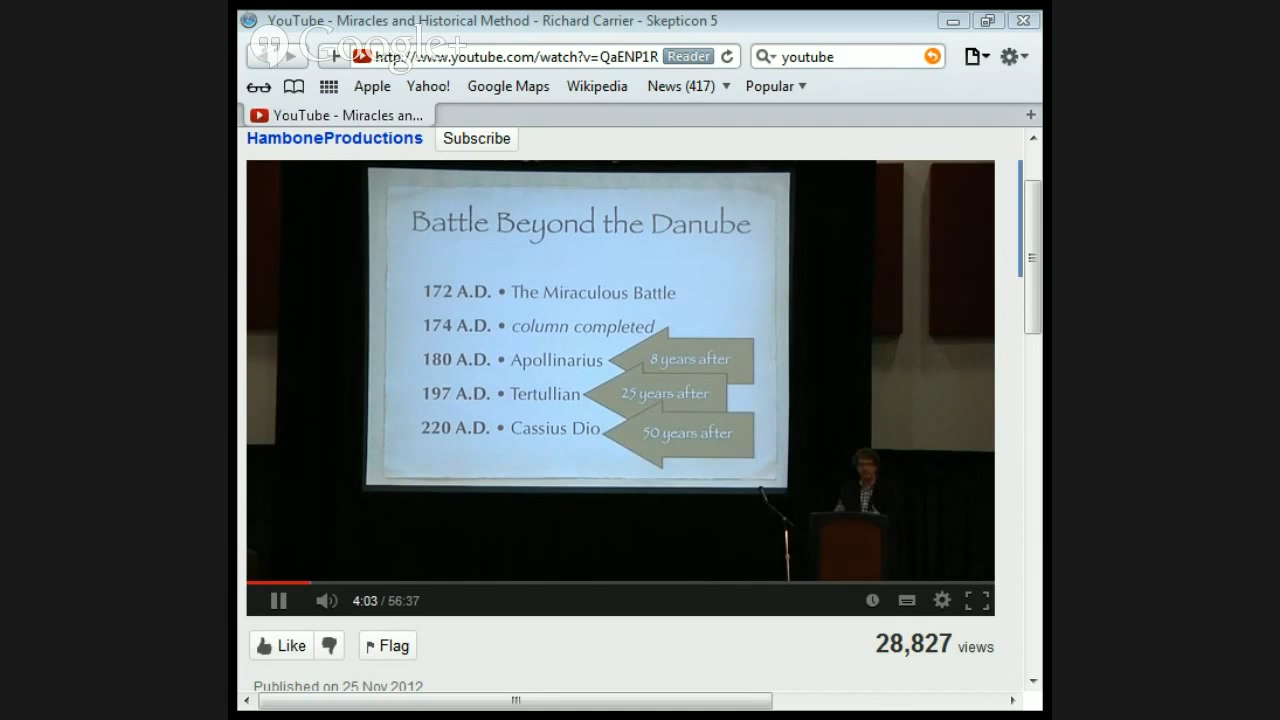 YouTube - Miracles and Historical Method - Richard Carrier - Skepticon 5
Google+
http://www.youtube.com/watch?v=QaENP1R Reader youtube
Apple Yahoo! Google Maps Wikipedia News (417) Popular
YouTube - Miracles an...
HamboneProductions Subscribe
Battle Beyond the Danube
172 A.D. • The Miraculous Battle
174 A.D. • column completed
180 A.D. • Apollinarius 8 years after
197 A.D. • Tertullian 25 years after
220 A.D. • Cassius Dio 50 years after
4:03 / 56:37
Like Flag 28,827 views
Published on 25 Nov 2012